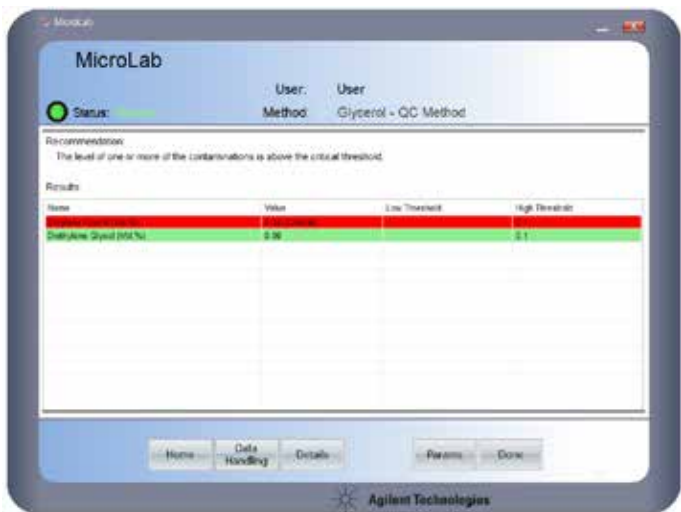 MicroLab
MicroLab
User: User
Status:
Method: Glycerol - QC Method
Recommendation:
The level of one or more of the contaminations is above the critical threshold.
Results:
Name Value Low Threshold High Threshold
Diethylene Glycol (Wt.%) 0.06 0.1
Home Data Handling Details Params Done
Agilent Technologies